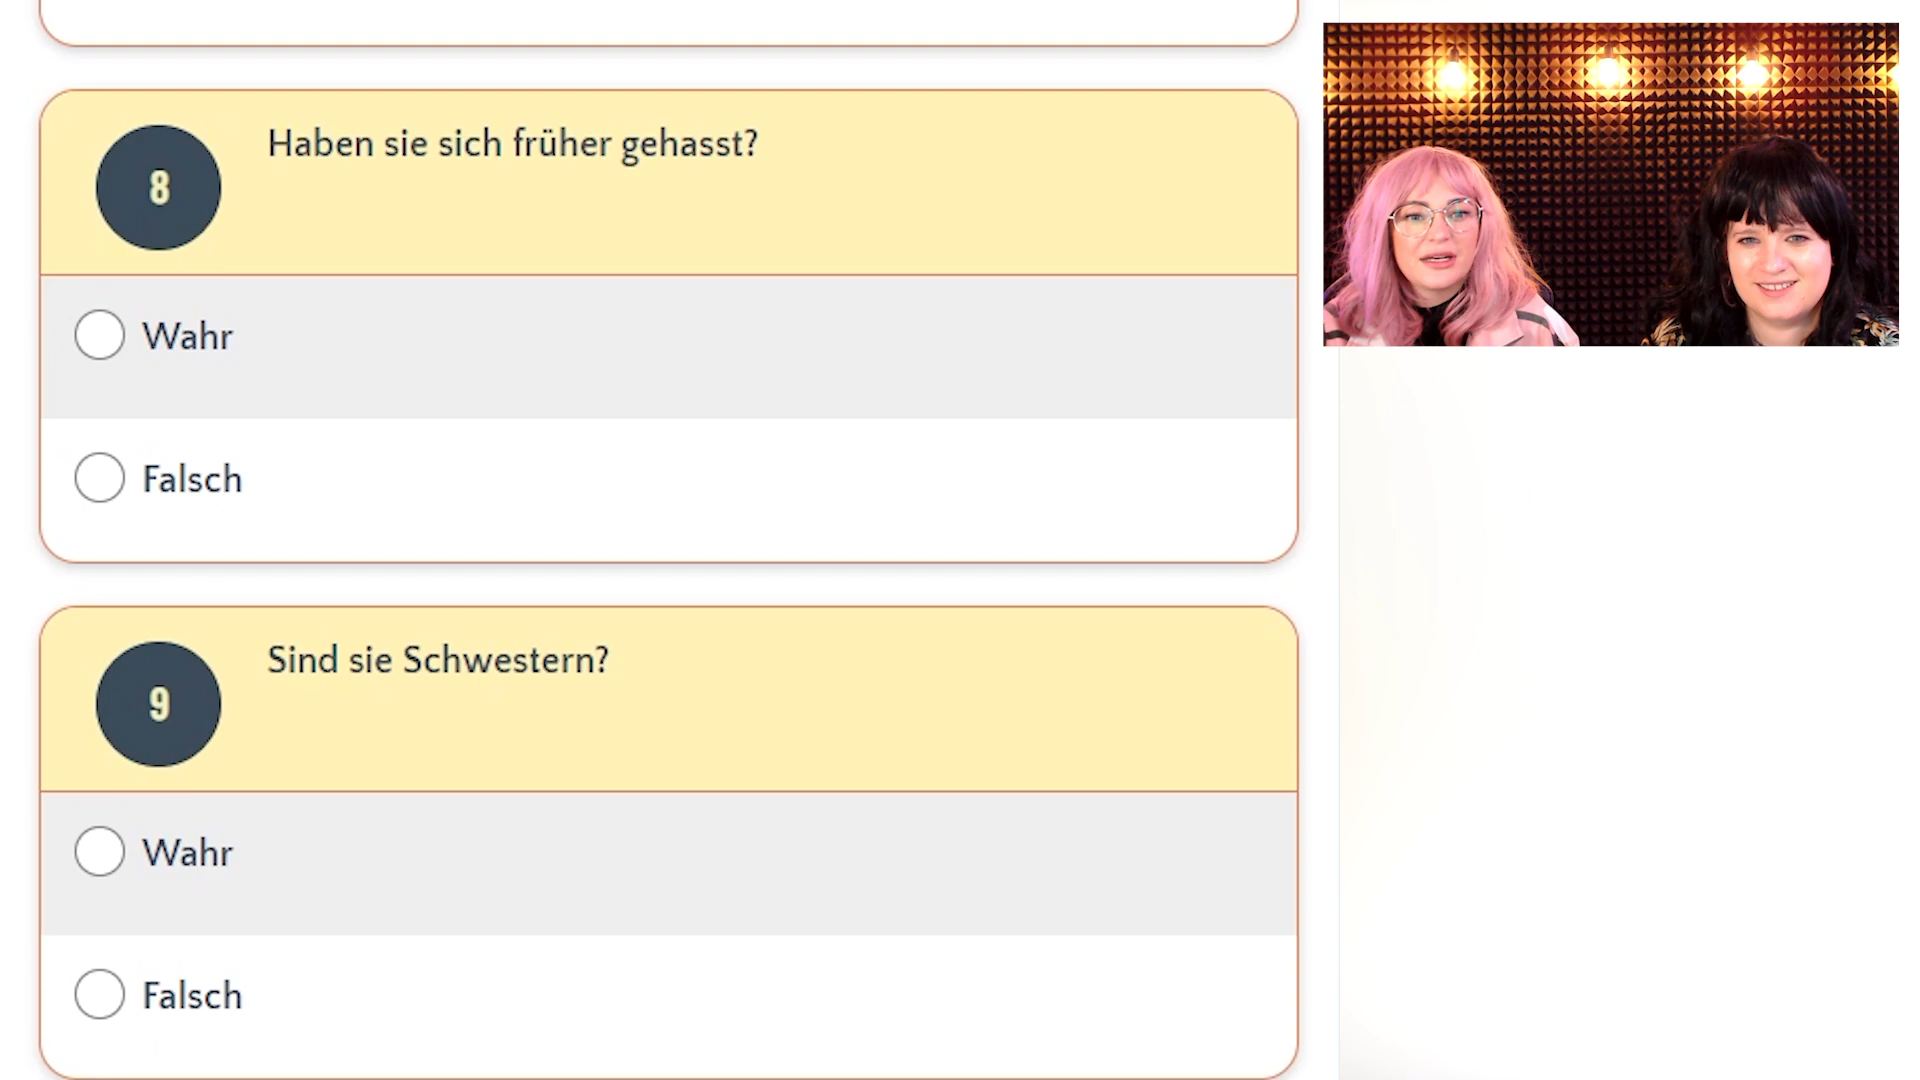 8
Haben sie sich früher gehasst?
Wahr
Falsch
9
Sind sie Schwestern?
Wahr
Falsch